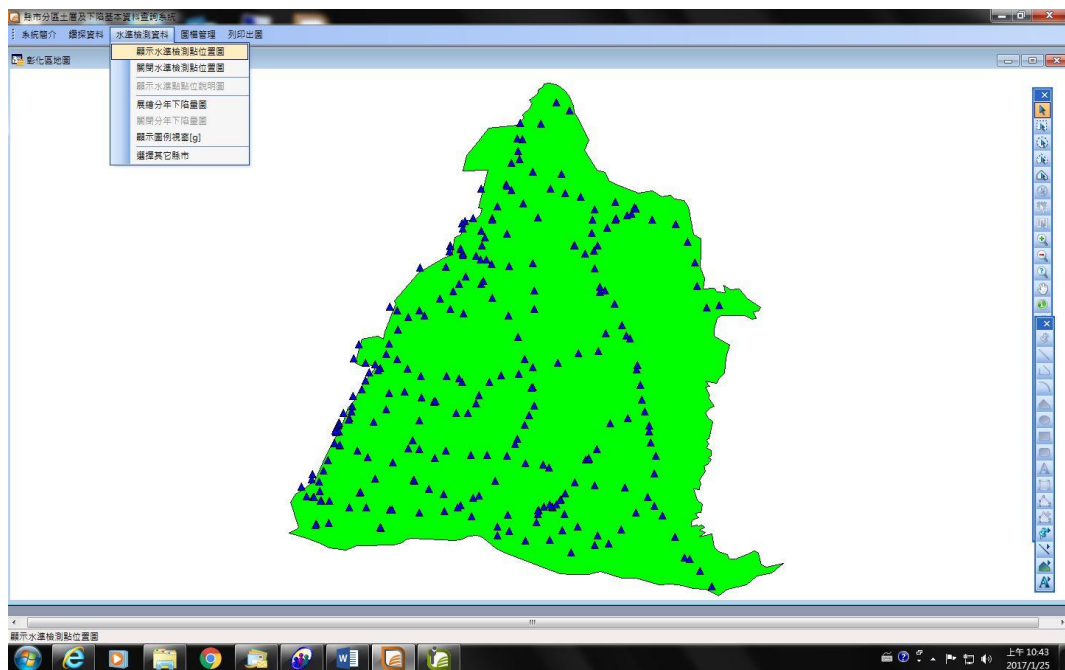 縣市分區土層及下陷基本資料查詢系統
系統簡介 鑽探資料 水準檢測資料 圖檔管理 列印出圖
顯示水準檢測點位置圖
關閉水準檢測點位置圖
顯示水準點點位說明圖
展繪分年下陷量圖
關閉分年下陷量圖
顯示圖例視窗[g]
選擇其它縣市
彰化區地圖
顯示水準檢測點位置圖
上午 10:43
2017/1/25